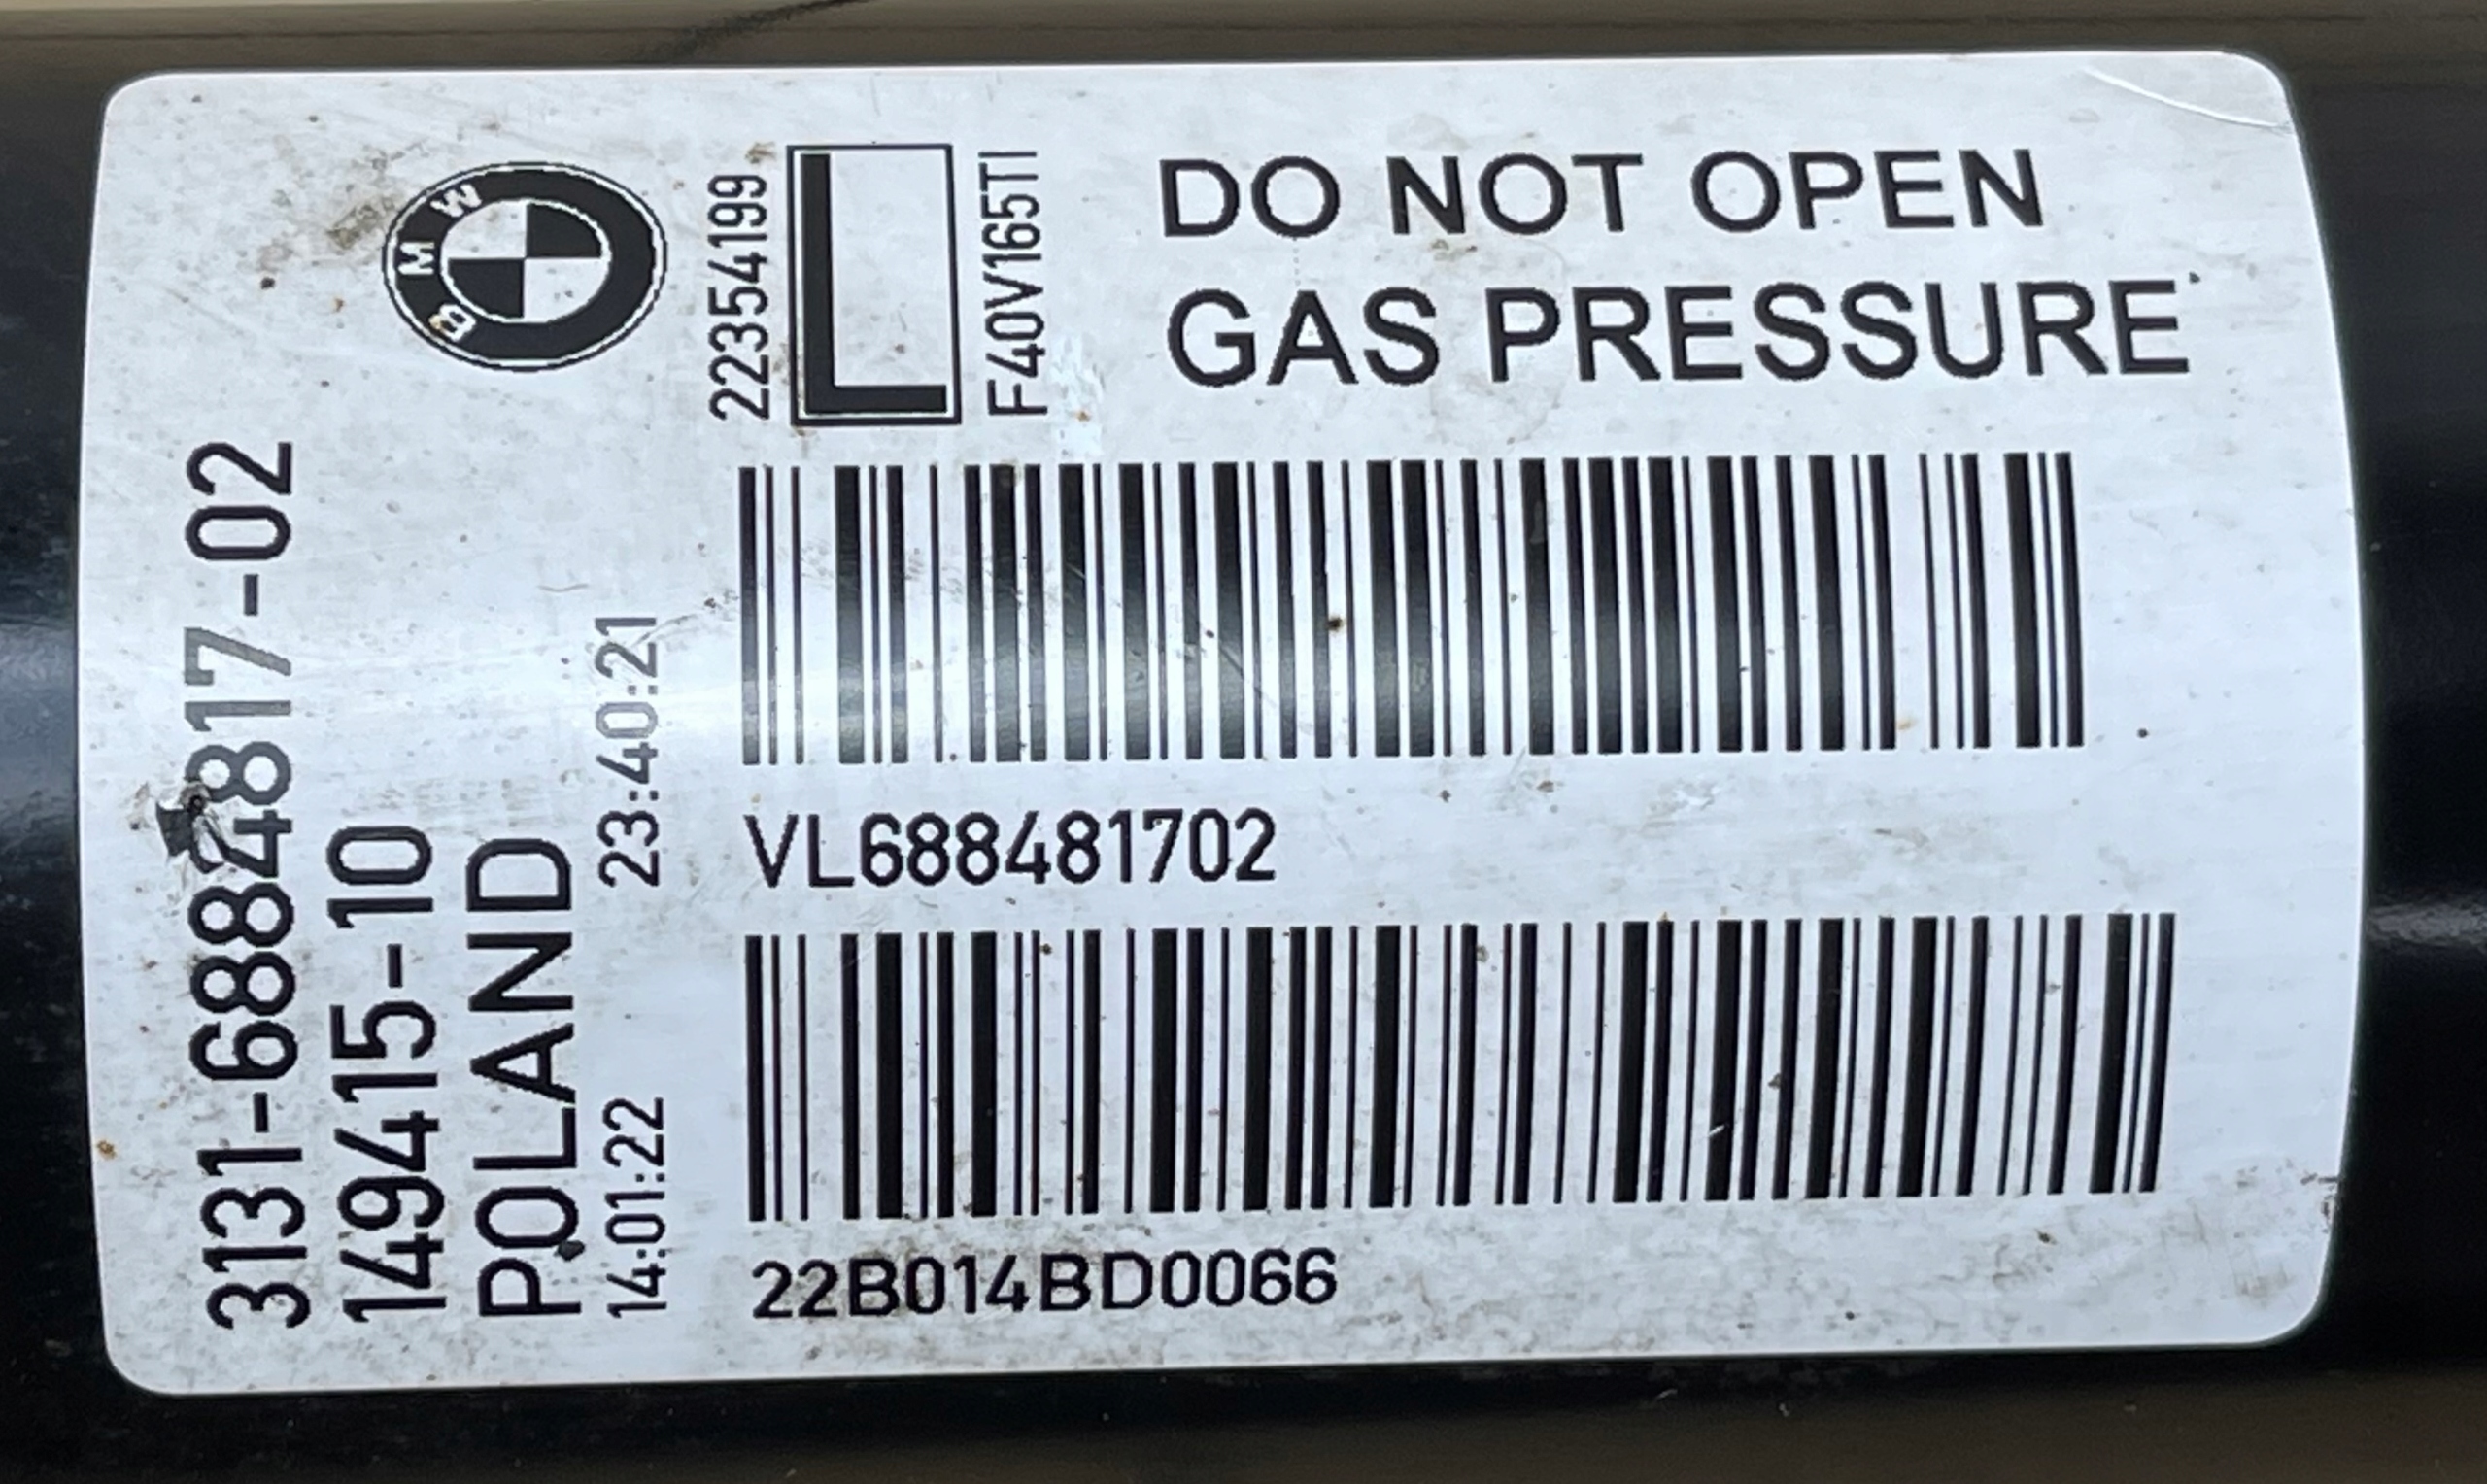 3131-6884817-02
149415-10
POLAND
14:01:22 23:40:21
BMW
22354199
L
F40V165TI
DO NOT OPEN
GAS PRESSURE
VL688481702
22B014BD0066